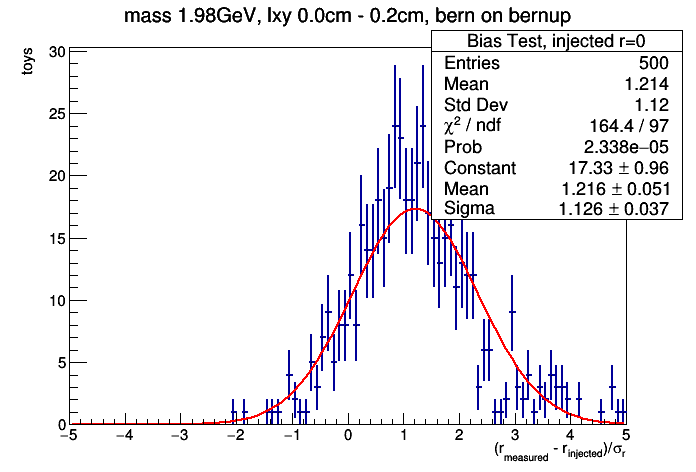 mass 1.98GeV, lxy 0.0cm - 0.2cm, bern on bernup
Bias Test, injected r=0
Entries 500
Mean 1.214
Std Dev 1.12
χ² / ndf 164.4 / 97
Prob 2.338e−05
Constant 17.33 ± 0.96
Mean 1.216 ± 0.051
Sigma 1.126 ± 0.037
toys
30
25
20
15
10
5
0
−5 −4 −3 −2 −1 0 1 2 3 4 5
(r_measured - r_injected)/σ_r